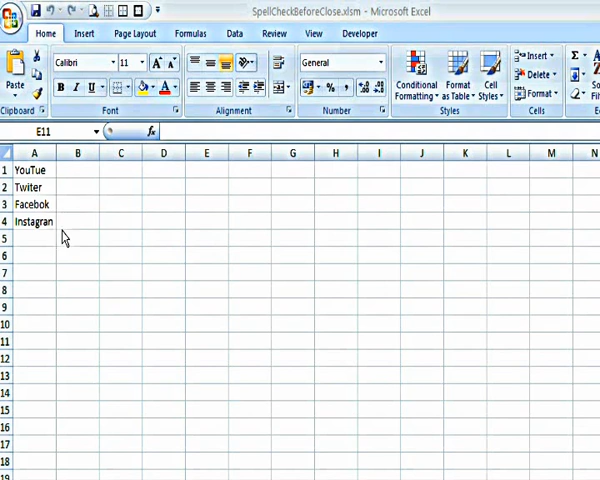 SpellCheckBeforeClose.xlsm - Microsoft Excel
Home Insert Page Layout Formulas Data Review View Developer
Calibri 11 A A General Insert Σ
Paste B I U A % , Conditional Formatting Format as Table Cell Styles Delete So
Format Fil
Clipboard Font Alignment Number Styles Cells
E11 fx
A B C D E F G H I J K L M N
1 YouTue
2 Twiter
3 Facebok
4 Instagran
5
6
7
8
9
10
11
12
13
14
15
16
17
18
19